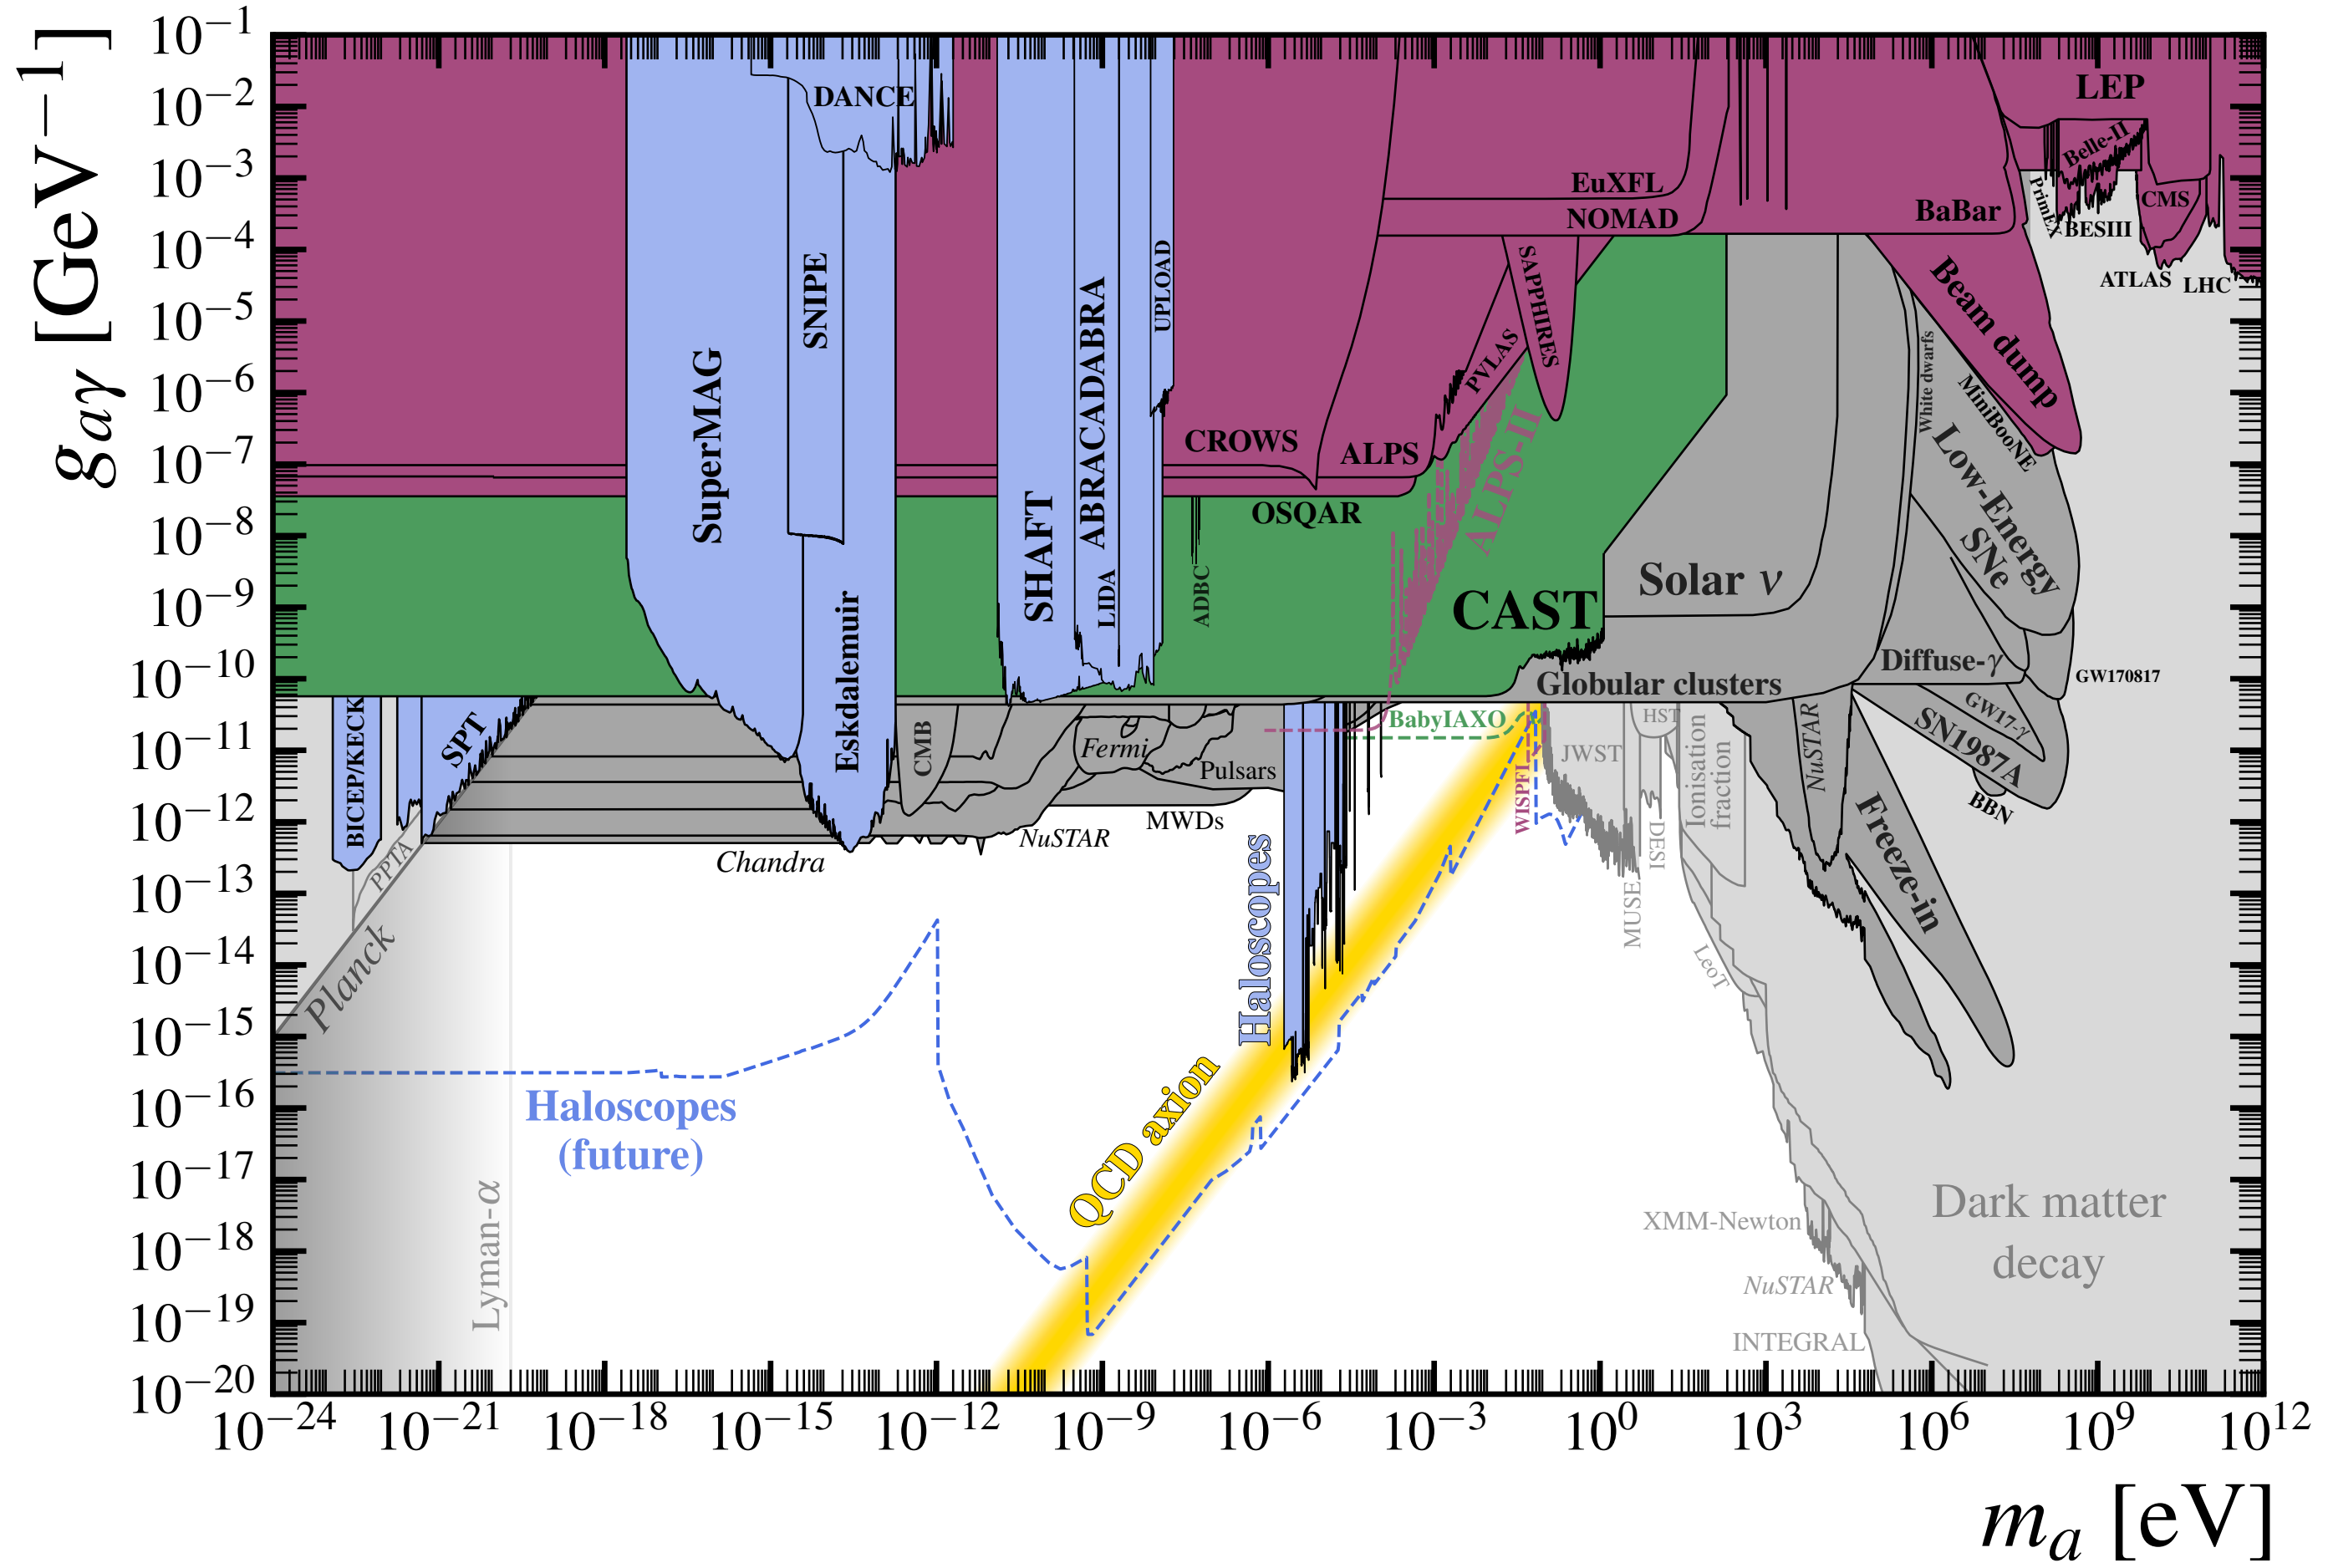 g_{aγ} [GeV^{−1}]
10^{−1}
10^{−2}
10^{−3}
10^{−4}
10^{−5}
10^{−6}
10^{−7}
10^{−8}
10^{−9}
10^{−10}
10^{−11}
10^{−12}
10^{−13}
10^{−14}
10^{−15}
10^{−16}
10^{−17}
10^{−18}
10^{−19}
10^{−20}
DANCE
SNIPE
SuperMAG
Eskdalemuir
SHAFT
ABRACADABRA
LIDA
UPLOAD
ADBC
CROWS
ALPS
OSQAR
PVLAS
SAPPHIRES
ALPS-II
EuXFL
NOMAD
BaBar
LEP
Belle-II
PrimEX
BESIII
CMS
ATLAS
LHC
Beam dump
MiniBooNE
White dwarfs
Low-Energy
SNe
CAST
Solar ν
Globular clusters
Diffuse-γ
GW170817
GW17-γ
SN1987A
BBN
BICEP/KECK
SPT
PPTA
Planck
Lyman-α
Chandra
CMB
Fermi
Pulsars
NuSTAR
MWDs
BabyIAXO
WISPFI
Haloscopes
JWST
HST
MUSE
DESI
Ionisation
fraction
LeoT
NuSTAR
Freeze-in
Haloscopes
(future)
QCD axion
XMM-Newton
NuSTAR
INTEGRAL
Dark matter
decay
10^{−24}
10^{−21}
10^{−18}
10^{−15}
10^{−12}
10^{−9}
10^{−6}
10^{−3}
10^{0}
10^{3}
10^{6}
10^{9}
10^{12}
m_a [eV]